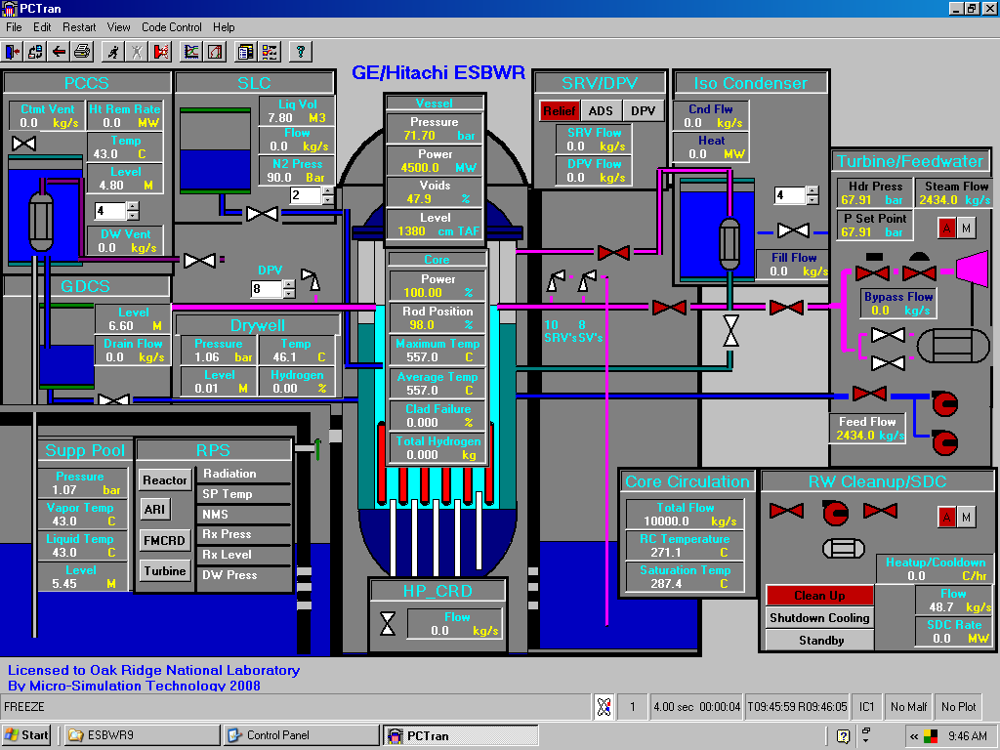 PCTran
File Edit Restart View Code Control Help
GE/Hitachi ESBWR
PCCS
Ctmt Vent
0.0 kg/s
Ht Rem Rate
0.0 MW
Temp
43.0 C
Level
4.80 M
4
DW Vent
0.0 kg/s
SLC
Liq Vol
7.80 M3
Flow
0.0 kg/s
N2 Press
90.0 Bar
2
DPV
8
Vessel
Pressure
71.70 bar
Power
4500.0 MW
Voids
47.9 %
Level
1380 cm TAF
Core
Power
100.00 %
Rod Position
98.0 %
Maximum Temp
557.0 C
Average Temp
557.0 C
Clad Failure
0.000 %
Total Hydrogen
0.000 kg
SRV/DPV
Relief ADS DPV
SRV Flow
0.0 kg/s
DPV Flow
0.0 kg/s
10 8
SRV's SV's
Iso Condenser
Cnd Flw
0.0 kg/s
Heat
0.0 MW
4
Fill Flow
0.0 kg/s
Turbine/Feedwater
Hdr Press
67.91 bar
Steam Flow
2434.0 kg/s
P Set Point
67.91 bar
A M
Bypass Flow
0.0 kg/s
Feed Flow
2434.0 kg/s
GDCS
Level
6.60 M
Drain Flow
0.0 kg/s
Drywell
Pressure
1.06 bar
Temp
46.1 C
Level
0.01 M
Hydrogen
0.00 %
Supp Pool
Pressure
1.07 bar
Vapor Temp
43.0 C
Liquid Temp
43.0 C
Level
5.45 M
RPS
Reactor
ARI
FMCRD
Turbine
Radiation
SP Temp
NMS
Rx Press
Rx Level
DW Press
HP_CRD
Flow
0.0 kg/s
Core Circulation
Total Flow
10000.0 kg/s
RC Temperature
271.1 C
Saturation Temp
287.4 C
RW Cleanup/SDC
A M
Heatup/Cooldown
0.0 C/hr
Clean Up
Shutdown Cooling
Standby
Flow
48.7 kg/s
SDC Rate
0.0 MW
Licensed to Oak Ridge National Laboratory
By Micro-Simulation Technology 2008
FREEZE 1 4.00 sec 00:00:04 T09:45:59 R09:46:05 IC1 No Malf No Plot
Start ESBWR9 Control Panel PCTran « 9:46 AM